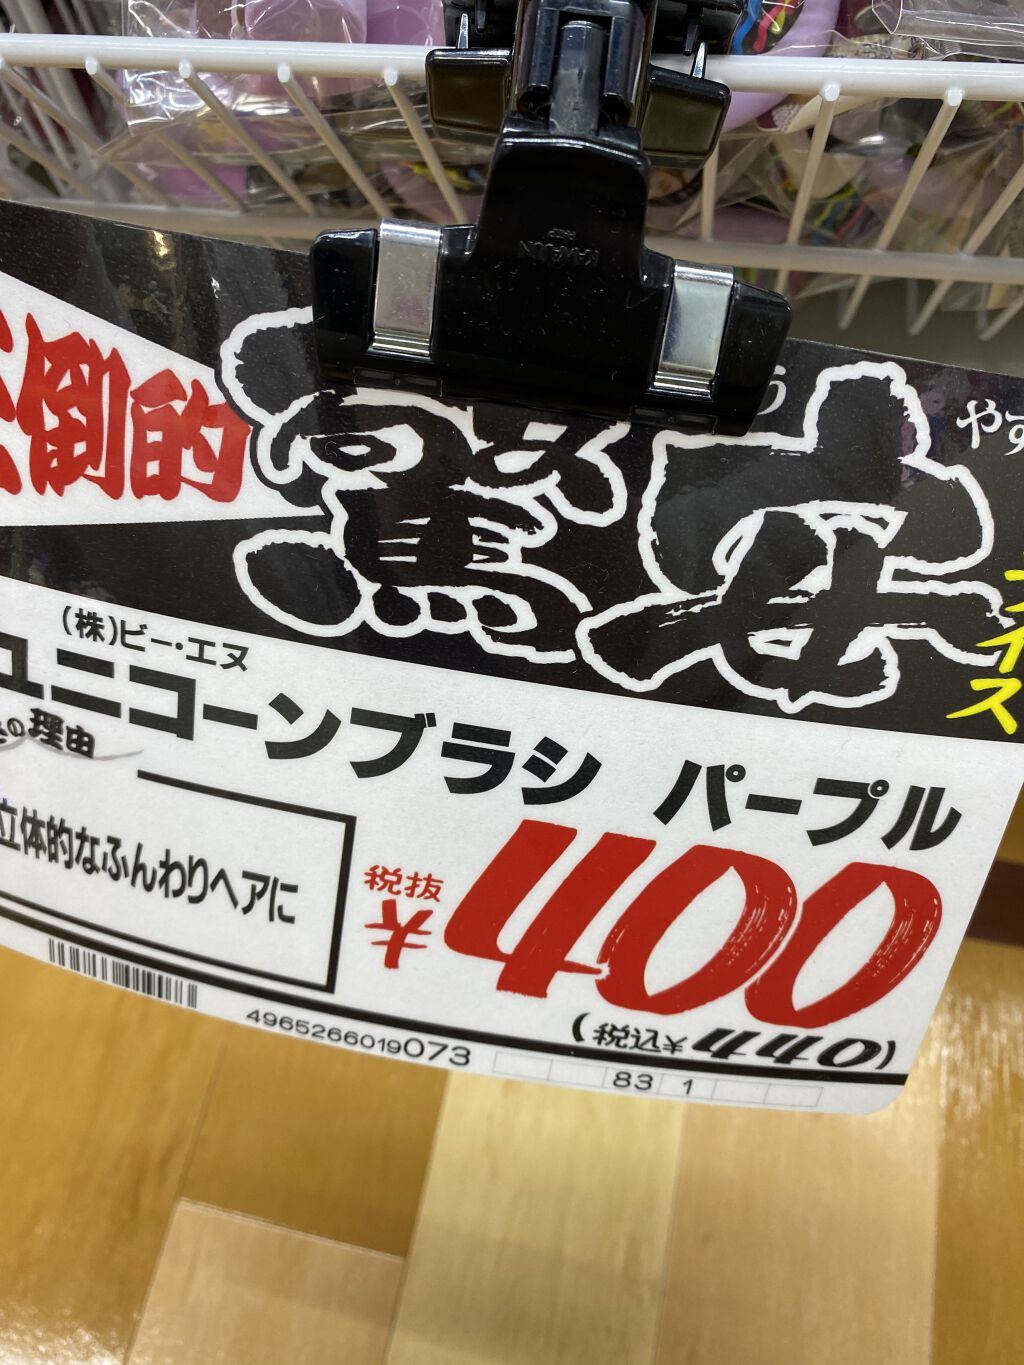 倒的
驚安
やす
(株)ビー・エヌ
ユニコーンブラシ パープル
の理由
立体的なふんわりヘアに
税抜
¥400
(税込¥440)
4965266019073
83 1